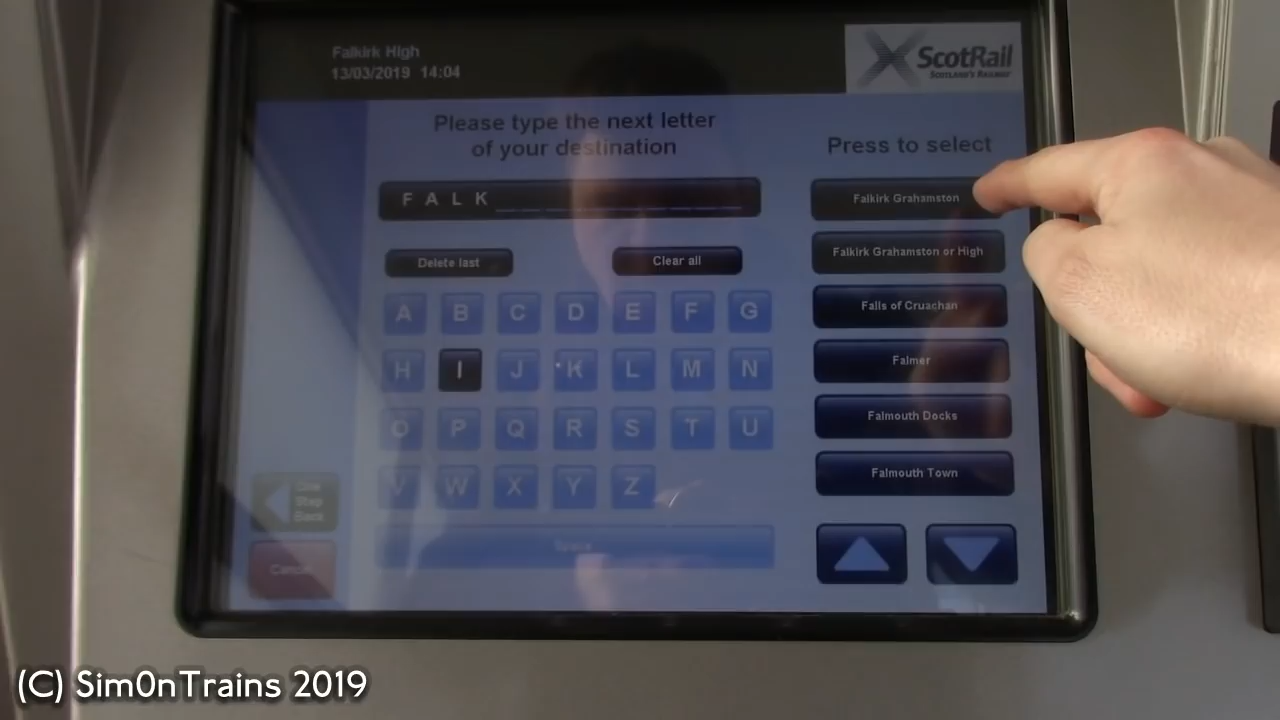 Falkirk High
13/03/2019 14:04
ScotRail
SCOTLAND'S RAILWAY
Please type the next letter
of your destination
Press to select
F A L K _ _ _ _ _ _ _ _ _ _ _
Delete last
Clear all
A B C D E F G
H I J K L M N
O P Q R S T U
V W X Y Z
Space
One
Step
Back
Cancel
Falkirk Grahamston
Falkirk Grahamston or High
Falls of Cruachan
Falmer
Falmouth Docks
Falmouth Town
(C) Sim0nTrains 2019